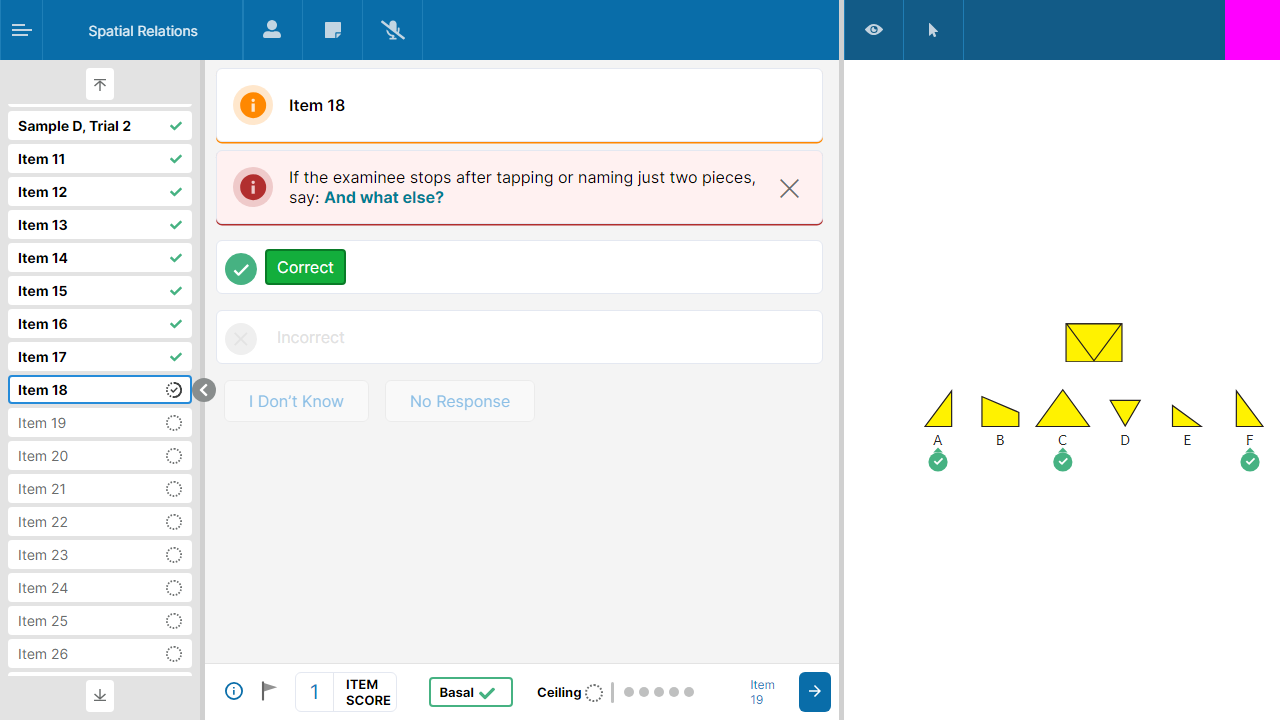 Spatial Relations
Sample D, Trial 2
Item 11
Item 12
Item 13
Item 14
Item 15
Item 16
Item 17
Item 18
Item 19
Item 20
Item 21
Item 22
Item 23
Item 24
Item 25
Item 26
Item 18
If the examinee stops after tapping or naming just two pieces,
say: And what else?
Correct
Incorrect
I Don’t Know
No Response
1
ITEM
SCORE
Basal
Ceiling
Item
19
A B C D E F